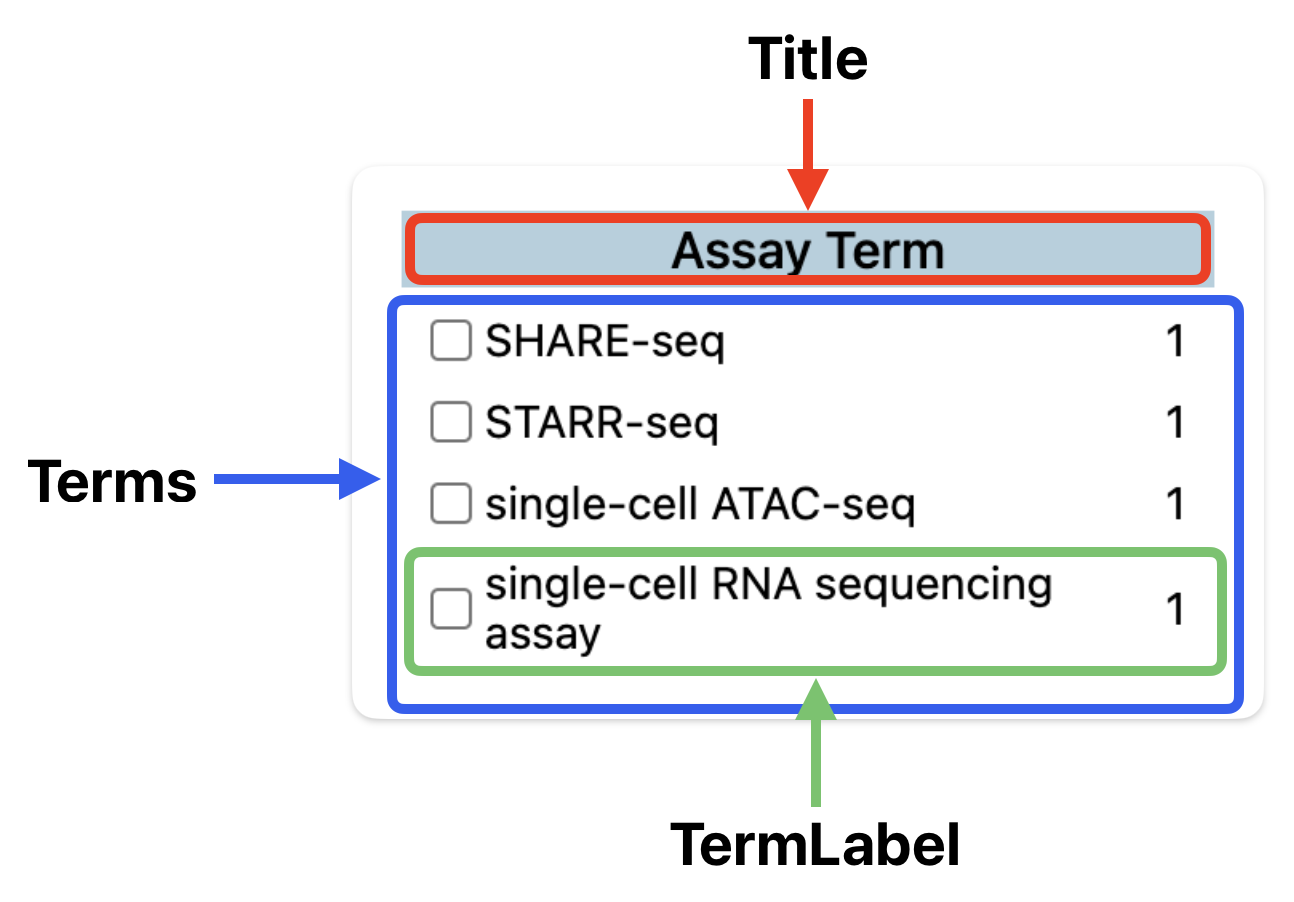 Title
Assay Term
SHARE-seq 1
STARR-seq 1
Terms
single-cell ATAC-seq 1
single-cell RNA sequencing
assay 1
TermLabel